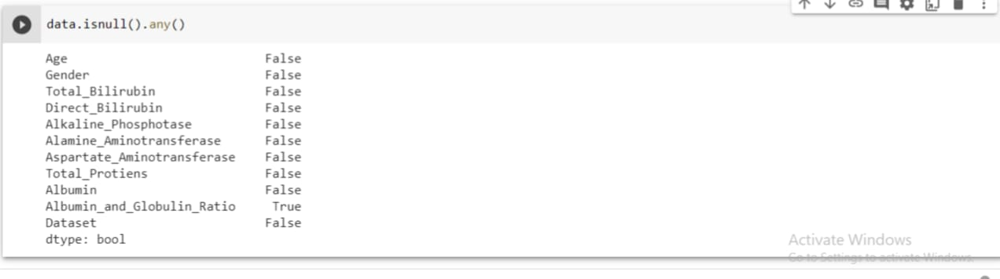 data.isnull().any()
Age False
Gender False
Total_Bilirubin False
Direct_Bilirubin False
Alkaline_Phosphotase False
Alamine_Aminotransferase False
Aspartate_Aminotransferase False
Total_Protiens False
Albumin False
Albumin_and_Globulin_Ratio True
Dataset False
dtype: bool
Activate Windows
Go to Settings to activate Windows.